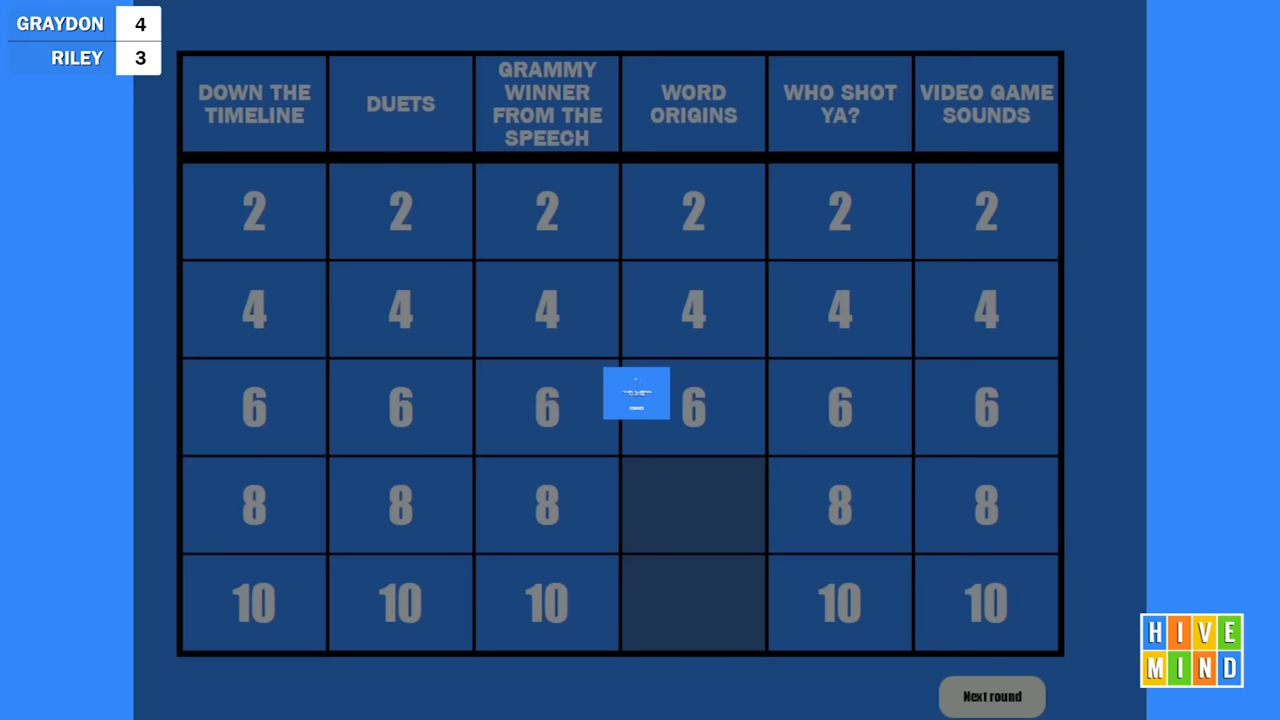 GRAYDON 4
RILEY 3
DOWN THE TIMELINE
DUETS
GRAMMY WINNER FROM THE SPEECH
WORD ORIGINS
WHO SHOT YA?
VIDEO GAME SOUNDS
2 2 2 2 2 2
4 4 4 4 4 4
6 6 6 6 6 6
8 8 8 8 8
10 10 10 10 10
Next round
HIVE
MIND